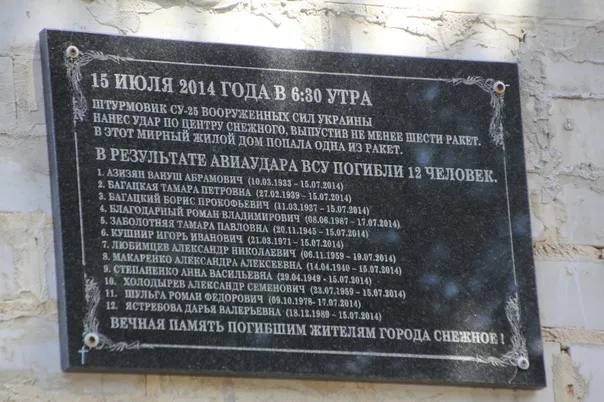 15 ИЮЛЯ 2014 ГОДА В 6:30 УТРА
ШТУРМОВИК СУ-25 ВООРУЖЕННЫХ СИЛ УКРАИНЫ
НАНЕС УДАР ПО ЦЕНТРУ СНЕЖНОГО, ВЫПУСТИВ НЕ МЕНЕЕ ШЕСТИ РАКЕТ.
В ЭТОТ МИРНЫЙ ЖИЛОЙ ДОМ ПОПАЛА ОДНА ИЗ РАКЕТ.
В РЕЗУЛЬТАТЕ АВИАУДАРА ВСУ ПОГИБЛИ 12 ЧЕЛОВЕК.
1. АЗИЗЯН ВАНУШ АБРАМОВИЧ (10.03.1933 - 15.07.2014)
2. БАГАЦКАЯ ТАМАРА ПЕТРОВНА (27.02.1939 - 15.07.2014)
3. БАГАЦКИЙ БОРИС ПРОКОФЬЕВИЧ (11.03.1937 - 15.07.2014)
4. БЛАГОДАРНЫЙ РОМАН ВЛАДИМИРОВИЧ (08.06.1987 - 17.07.2014)
5. ЗАБОЛОТНЯЯ ТАМАРА ПАВЛОВНА (20.11.1945 - 15.07.2014)
6. КУШНИР ИГОРЬ ИВАНОВИЧ (21.03.1971 - 15.07.2014)
7. ЛЮБИМЦЕВ АЛЕКСАНДР НИКОЛАЕВИЧ (06.11.1959 - 19.07.2014)
8. МАКАРЕНКО АЛЕКСАНДРА АЛЕКСЕЕВНА (14.04.1940 - 15.07.2014)
9. СТЕПАНЕНКО АННА ВАСИЛЬЕВНА (29.04.1949 - 15.07.2014)
10. ХОЛОДЫРЕВ АЛЕКСАНДР СЕМЕНОВИЧ (23.07.1959 - 15.07.2014)
11. ШУЛЬГА РОМАН ФЕДОРОВИЧ (09.10.1978- 17.07.2014)
12. ЯСТРЕБОВА ДАРЬЯ ВАЛЕРЬЕВНА (18.12.1989 - 15.07.2014)
ВЕЧНАЯ ПАМЯТЬ ПОГИБШИМ ЖИТЕЛЯМ ГОРОДА СНЕЖНОЕ !